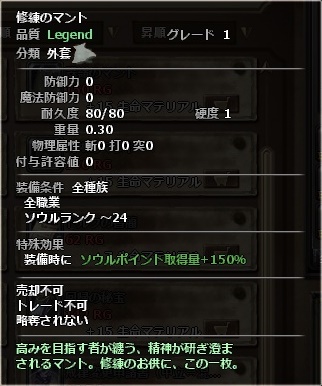 修練のマント
品質 Legend グレード 1
分類 外套
防御力 0
魔法防御力 0
耐久度 80/80 硬度 1
重量 0.30
物理属性 斬0 打0 突0
付与許容値 0
装備条件 全種族
全職業
ソウルランク ～24
特殊効果
装備時に ソウルポイント取得量+150%
売却不可
トレード不可
略奪されない
高みを目指す者が纏う、精神が研ぎ澄ま
されるマント。修練のお供に、この一枚。